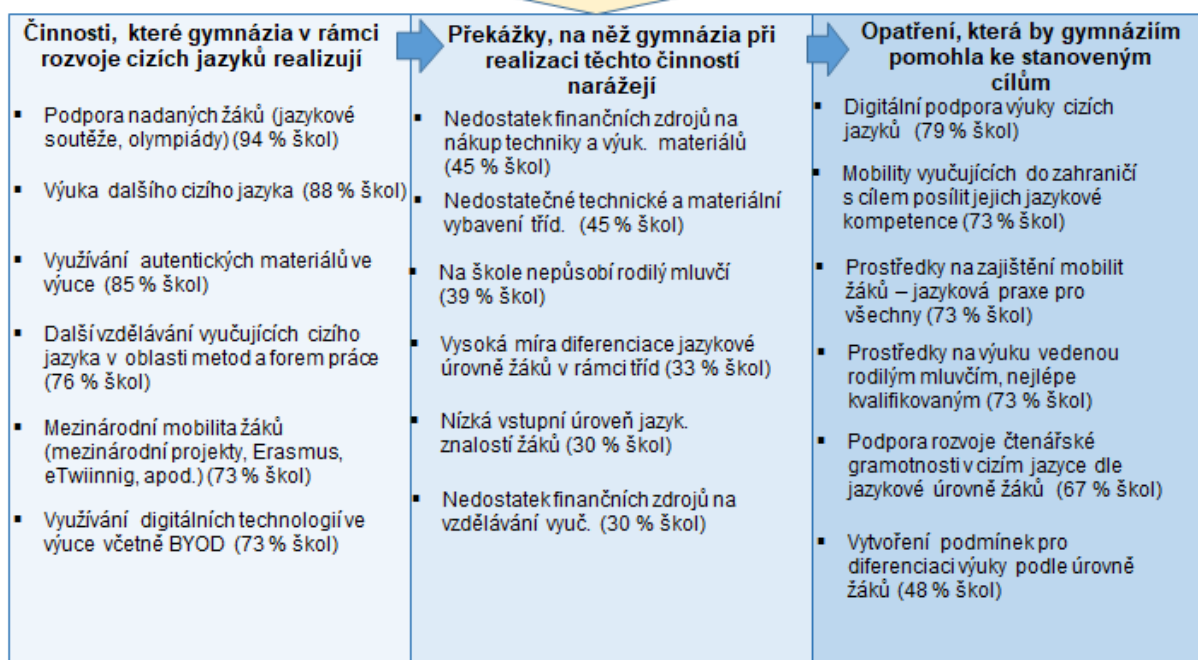 Činnosti, které gymnázia v rámci
rozvoje cizích jazyků realizují
▪ Podpora nadaných žáků (jazykové
soutěže, olympiády) (94 % škol)
▪ Výuka dalšího cizího jazyka (88 % škol)
▪ Využívání autentických materiálů ve
výuce (85 % škol)
▪ Další vzdělávání vyučujících cizího
jazyka v oblasti metod a forem práce
(76 % škol)
▪ Mezinárodní mobilita žáků
(mezinárodní projekty, Erasmus,
eTwiinnig, apod.) (73 % škol)
▪ Využívání digitálních technologií ve
výuce včetně BYOD (73 % škol)
Překážky, na něž gymnázia při
realizaci těchto činností
narážejí
▪ Nedostatek finančních zdrojů na
nákup techniky a výuk. materiálů
(45 % škol)
▪ Nedostatečné technické a materiální
vybavení tříd. (45 % škol)
▪ Na škole nepůsobí rodilý mluvčí
(39 % škol)
▪ Vysoká míra diferenciace jazykové
úrovně žáků v rámci tříd (33 % škol)
▪ Nízká vstupní úroveň jazyk.
znalostí žáků (30 % škol)
▪ Nedostatek finančních zdrojů na
vzdělávání vyuč. (30 % škol)
Opatření, která by gymnáziím
pomohla ke stanoveným
cílům
▪ Digitální podpora výuky cizích
jazyků (79 % škol)
▪ Mobility vyučujících do zahraničí
s cílem posílit jejich jazykové
kompetence (73 % škol)
▪ Prostředky na zajištění mobilit
žáků – jazyková praxe pro
všechny (73 % škol)
▪ Prostředky na výuku vedenou
rodilým mluvčím, nejlépe
kvalifikovaným (73 % škol)
▪ Podpora rozvoje čtenářské
gramotnosti v cizím jazyce dle
jazykové úrovně žáků (67 % škol)
▪ Vytvoření podmínek pro
diferenciaci výuky podle úrovně
žáků (48 % škol)